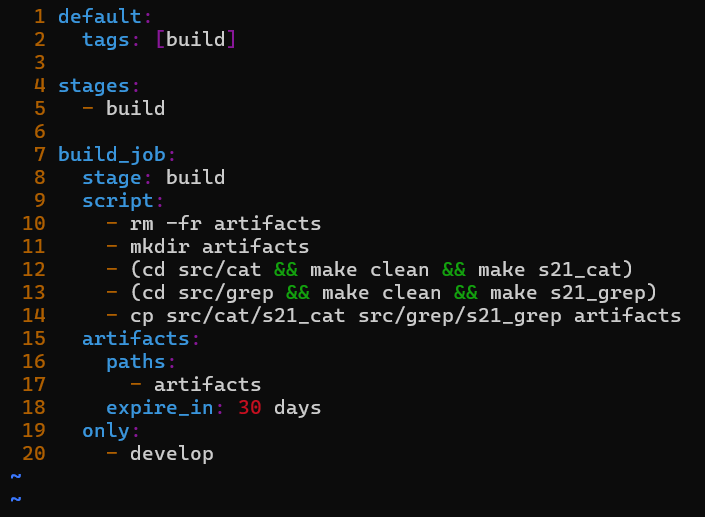 1 default:
2   tags: [build]
3
4 stages:
5   - build
6
7 build_job:
8   stage: build
9   script:
10     - rm -fr artifacts
11     - mkdir artifacts
12     - (cd src/cat && make clean && make s21_cat)
13     - (cd src/grep && make clean && make s21_grep)
14     - cp src/cat/s21_cat src/grep/s21_grep artifacts
15   artifacts:
16     paths:
17       - artifacts
18     expire_in: 30 days
19   only:
20     - develop
~
~